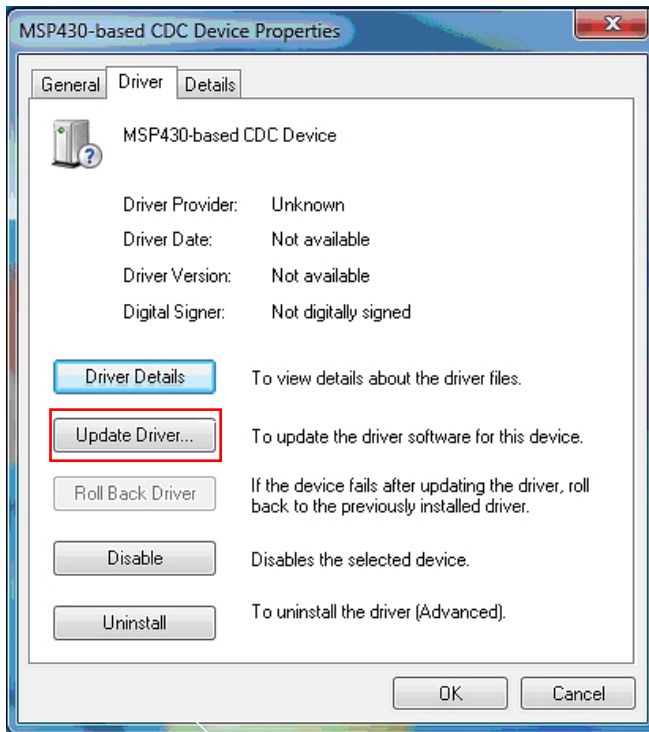 MSP430-based CDC Device Properties
General Driver Details
MSP430-based CDC Device
Driver Provider: Unknown
Driver Date: Not available
Driver Version: Not available
Digital Signer: Not digitally signed
Driver Details To view details about the driver files.
Update Driver... To update the driver software for this device.
Roll Back Driver If the device fails after updating the driver, roll
back to the previously installed driver.
Disable Disables the selected device.
Uninstall To uninstall the driver (Advanced).
OK Cancel